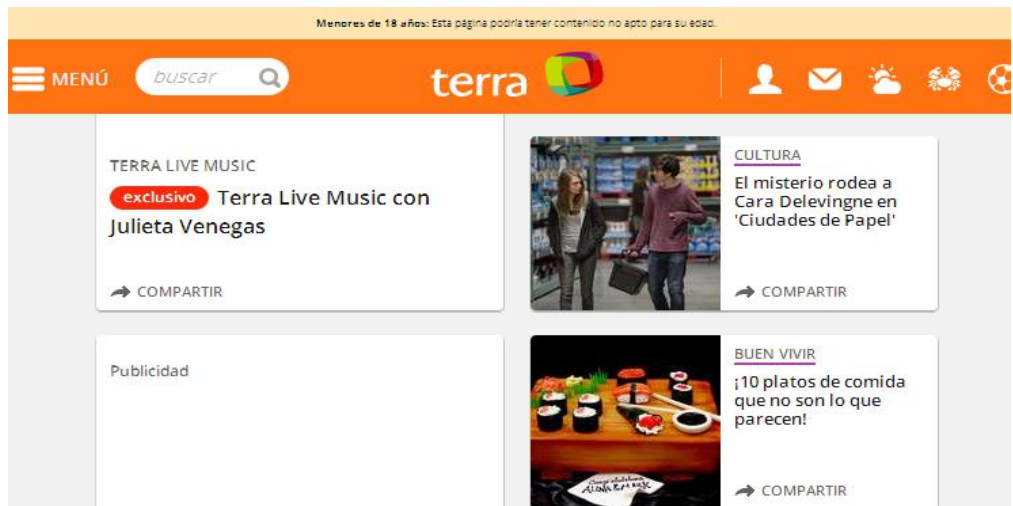 Menores de 18 años: Esta página podría tener contenido no apto para su edad.
MENÚ
buscar
terra
TERRA LIVE MUSIC
exclusivo Terra Live Music con
Julieta Venegas
COMPARTIR
CULTURA
El misterio rodea a
Cara Delevingne en
'Ciudades de Papel'
COMPARTIR
Publicidad
BUEN VIVIR
¡10 platos de comida
que no son lo que
parecen!
COMPARTIR